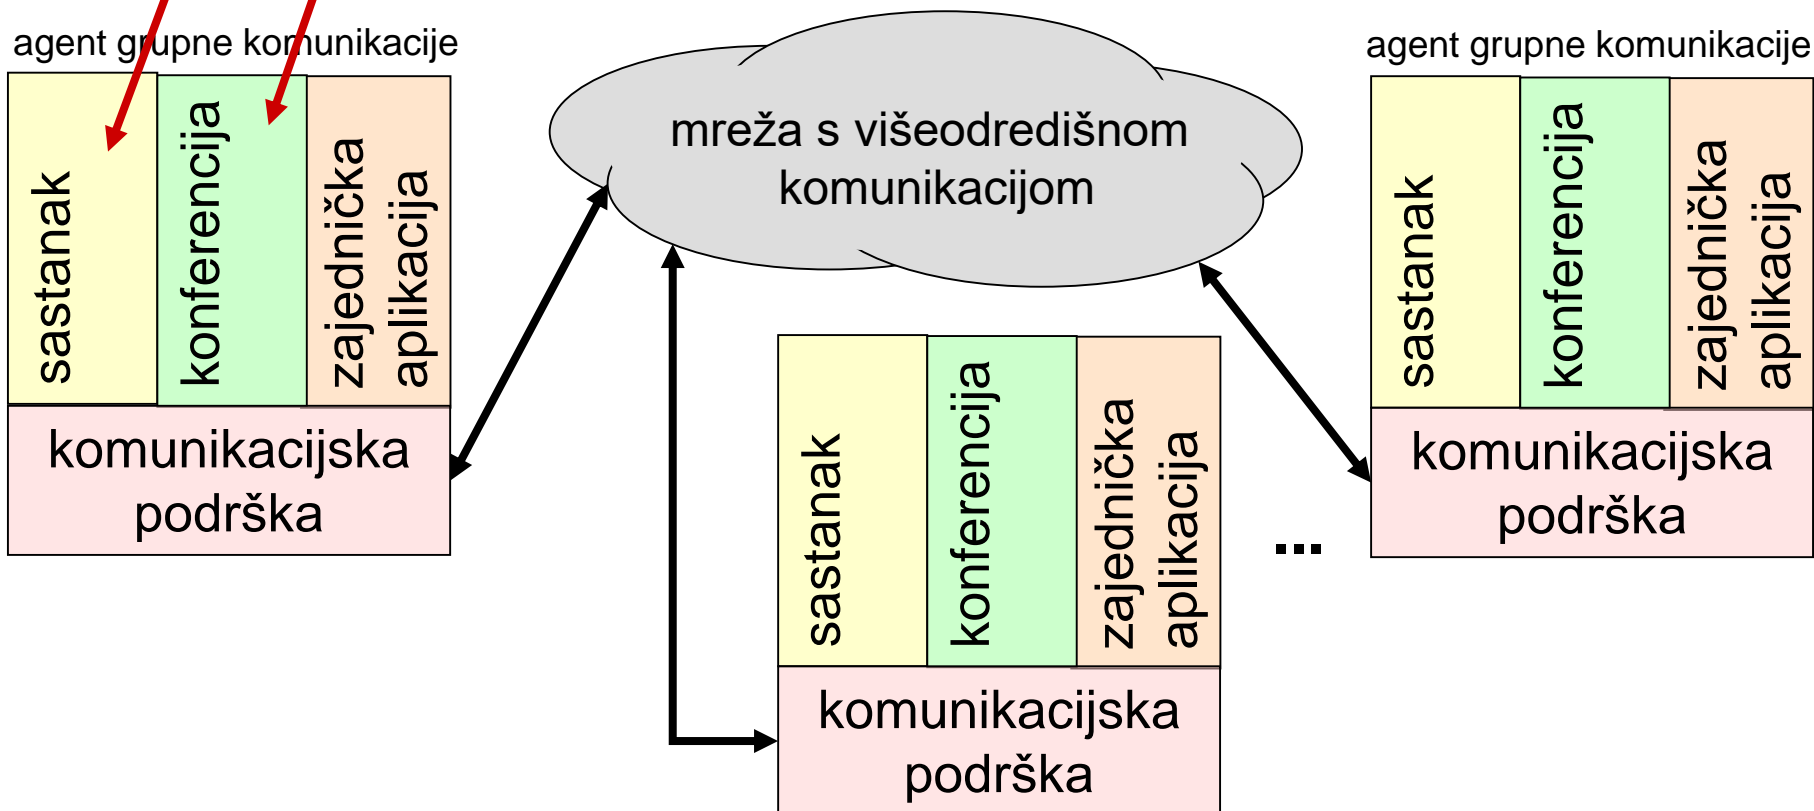 agent grupne komunikacije
sastanak
konferencija
zajednička
aplikacija
komunikacijska
podrška
mreža s višeodredišnom
komunikacijom
sastanak
konferencija
zajednička
aplikacija
komunikacijska
podrška
...
agent grupne komunikacije
sastanak
konferencija
zajednička
aplikacija
komunikacijska
podrška